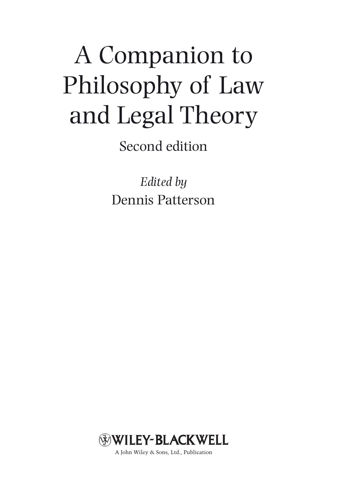 A Companion to
Philosophy of Law
and Legal Theory
Second edition
Edited by
Dennis Patterson
WILEY-BLACKWELL
A John Wiley & Sons, Ltd., Publication